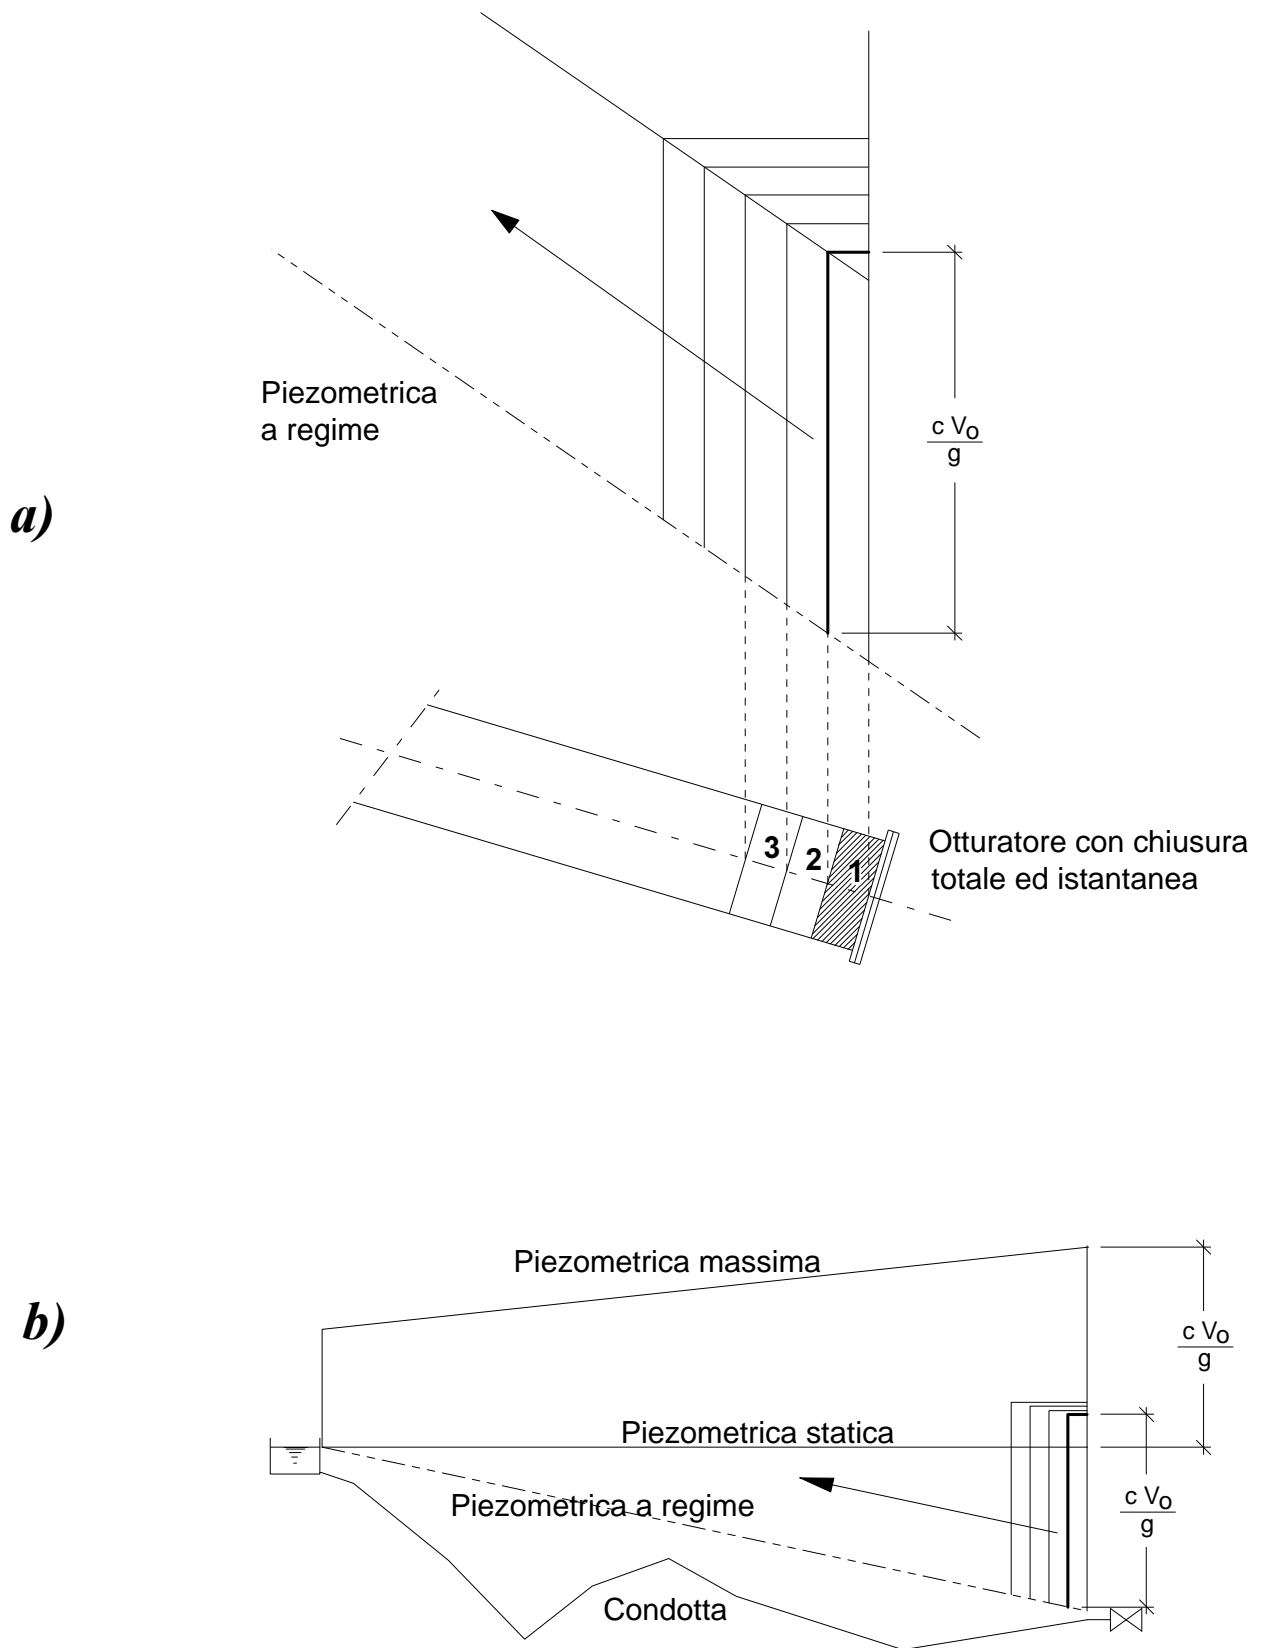 Piezometrica
a regime
c Vo
g
a)
3
2
1
Otturatore con chiusura
totale ed istantanea
Piezometrica massima
b)
c Vo
g
Piezometrica statica
Piezometrica a regime
c Vo
g
Condotta